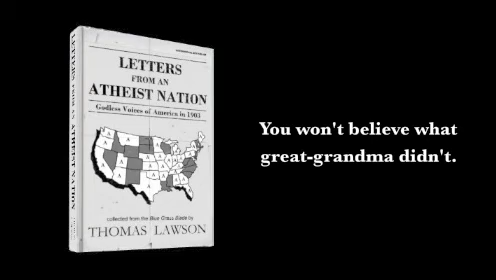 LETTERS
FROM AN
ATHEIST NATION
Godless Voices of America in 1903
collected from the Blue Grass Blade by
THOMAS LAWSON
LETTERS FROM AN ATHEIST NATION
You won't believe what
great-grandma didn't.